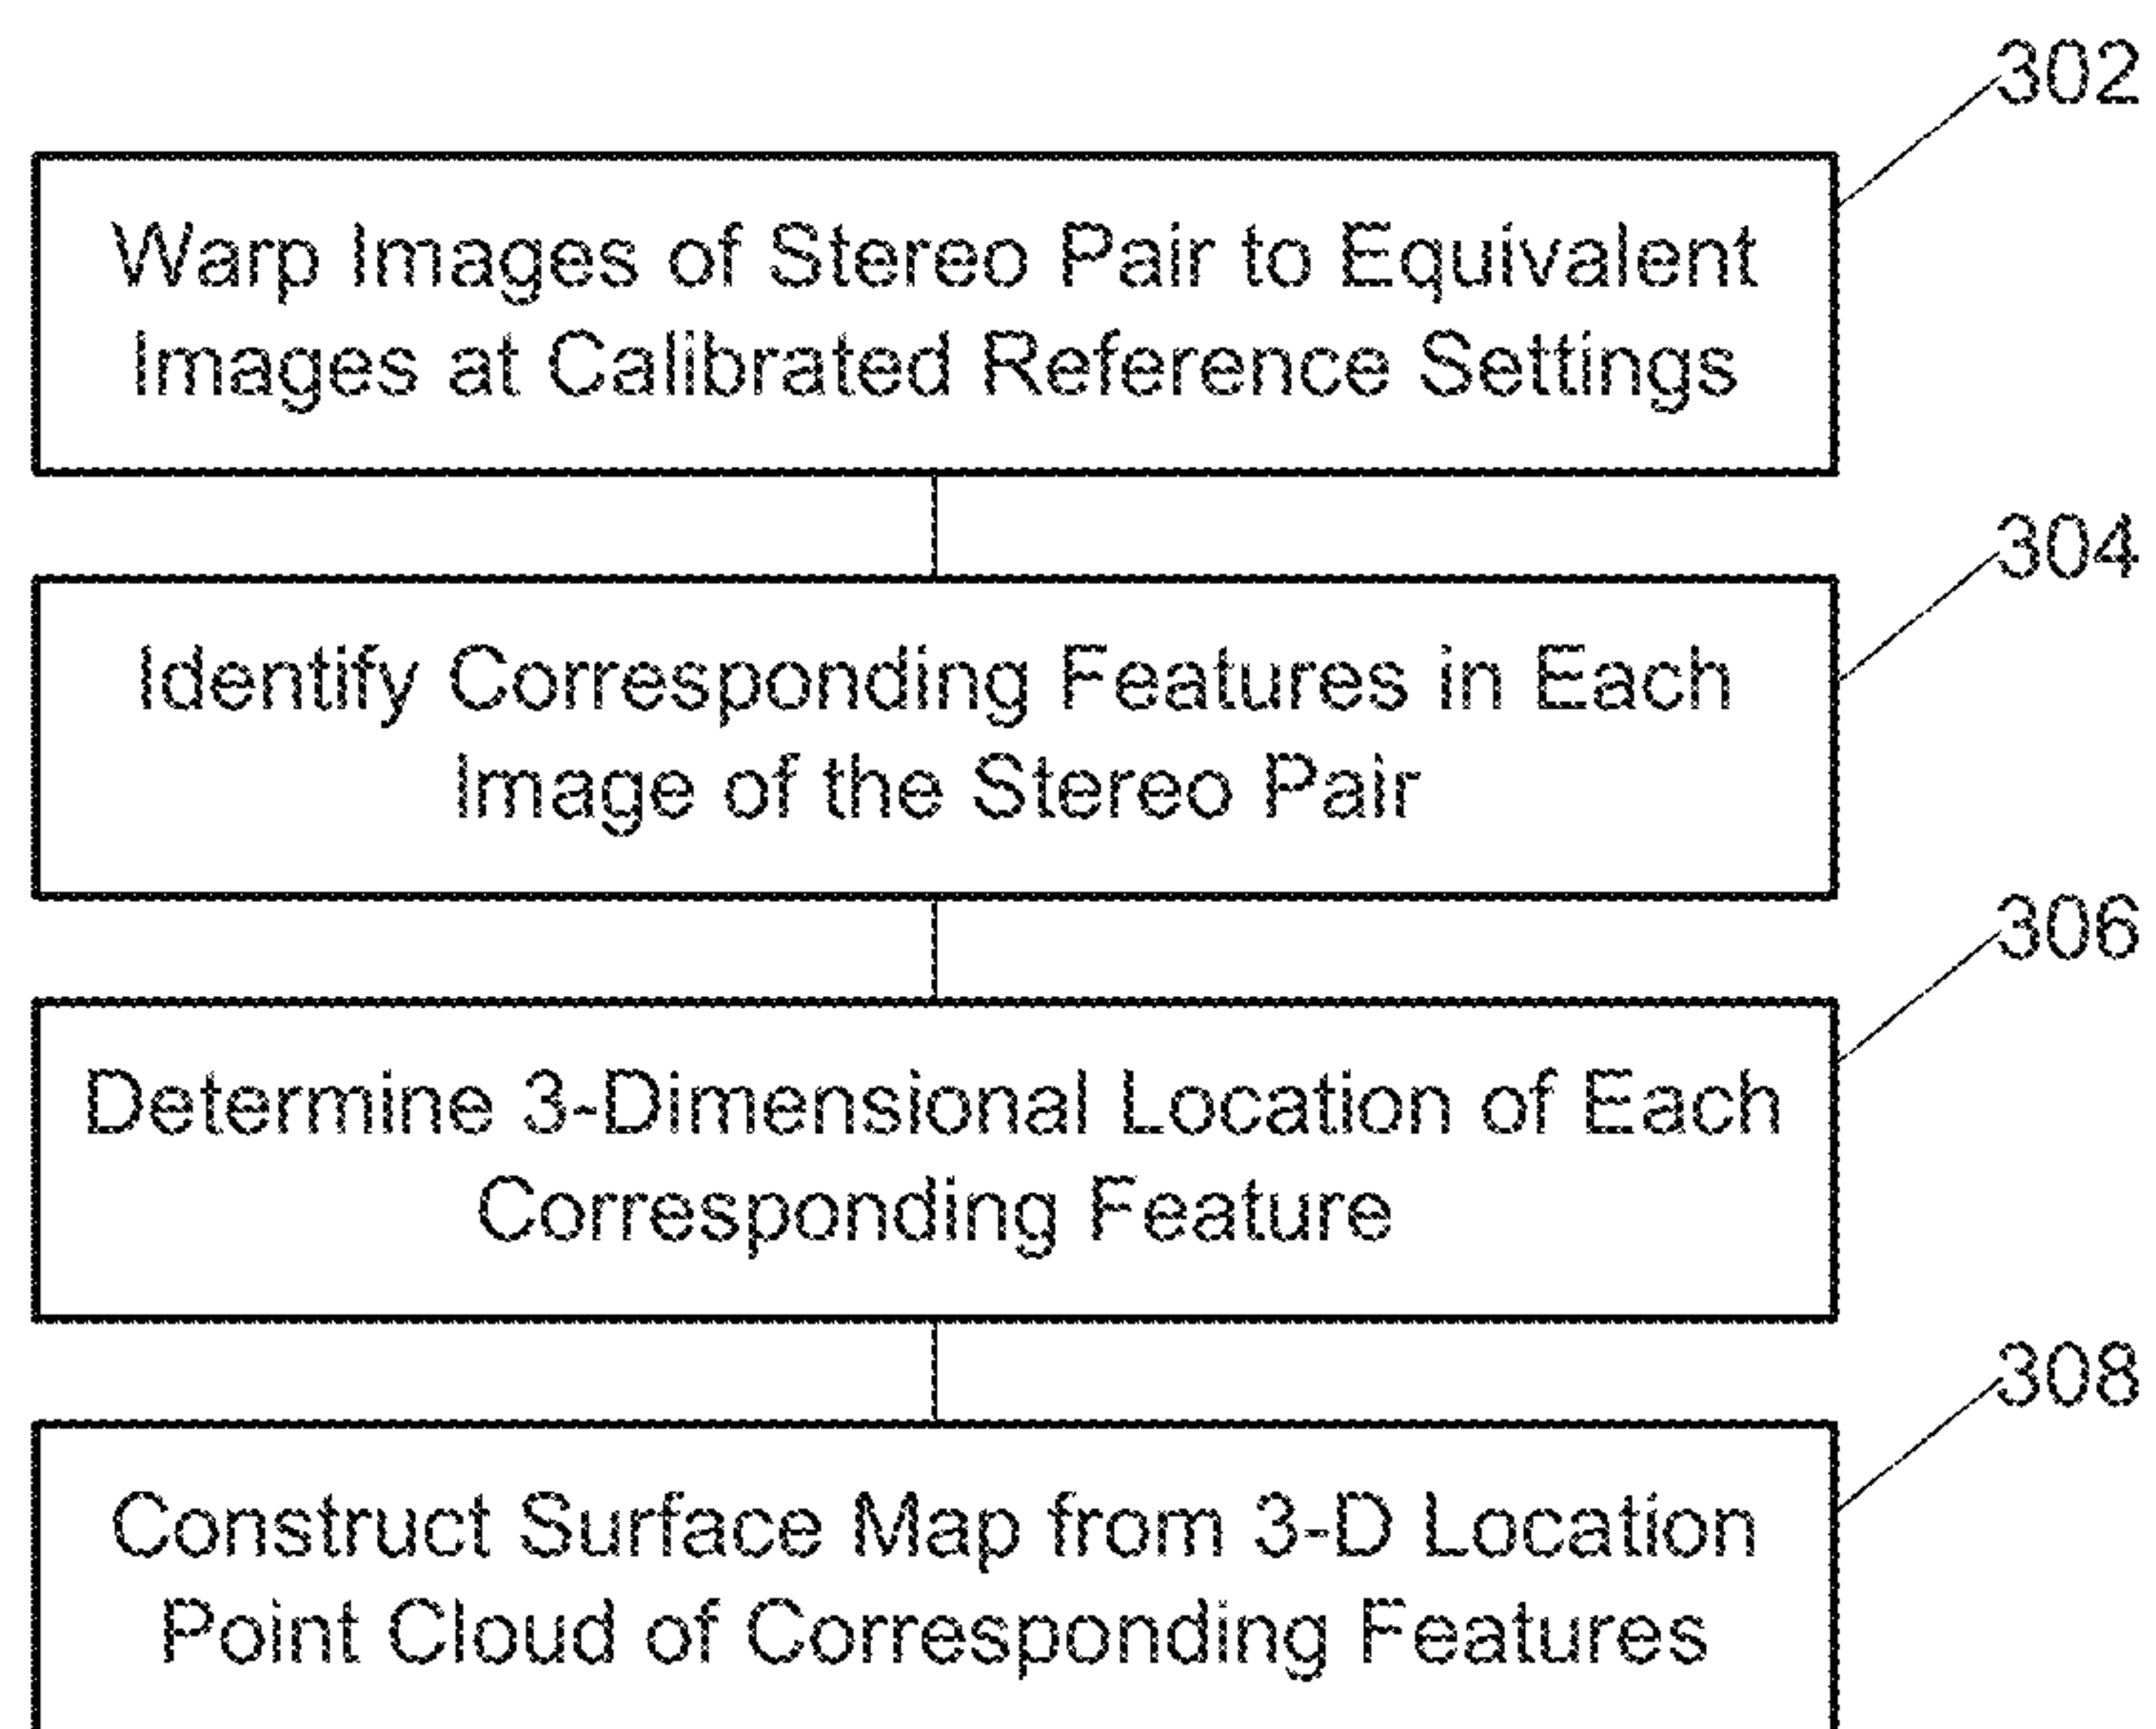 302
Warp Images of Stereo Pair to Equivalent
Images at Calibrated Reference Settings
304
Identify Corresponding Features in Each
Image of the Stereo Pair
306
Determine 3-Dimensional Location of Each
Corresponding Feature
308
Construct Surface Map from 3-D Location
Point Cloud of Corresponding Features